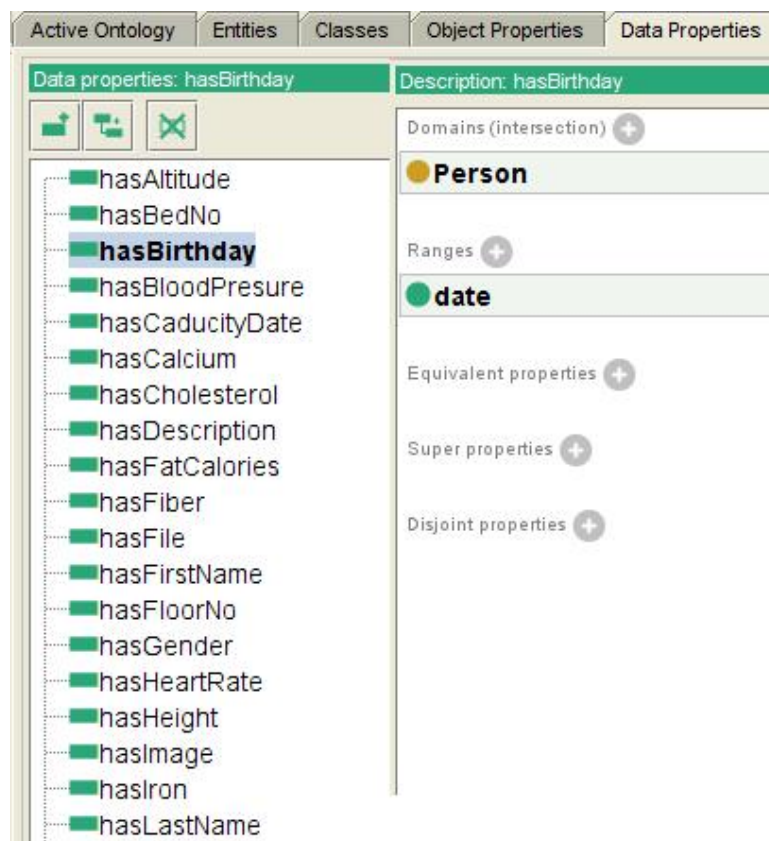 Active Ontology Entities Classes Object Properties Data Properties
Data properties: hasBirthday
hasAltitude
hasBedNo
hasBirthday
hasBloodPresure
hasCaducityDate
hasCalcium
hasCholesterol
hasDescription
hasFatCalories
hasFiber
hasFile
hasFirstName
hasFloorNo
hasGender
hasHeartRate
hasHeight
hasImage
hasIron
hasLastName
Description: hasBirthday
Domains (intersection)
Person
Ranges
date
Equivalent properties
Super properties
Disjoint properties